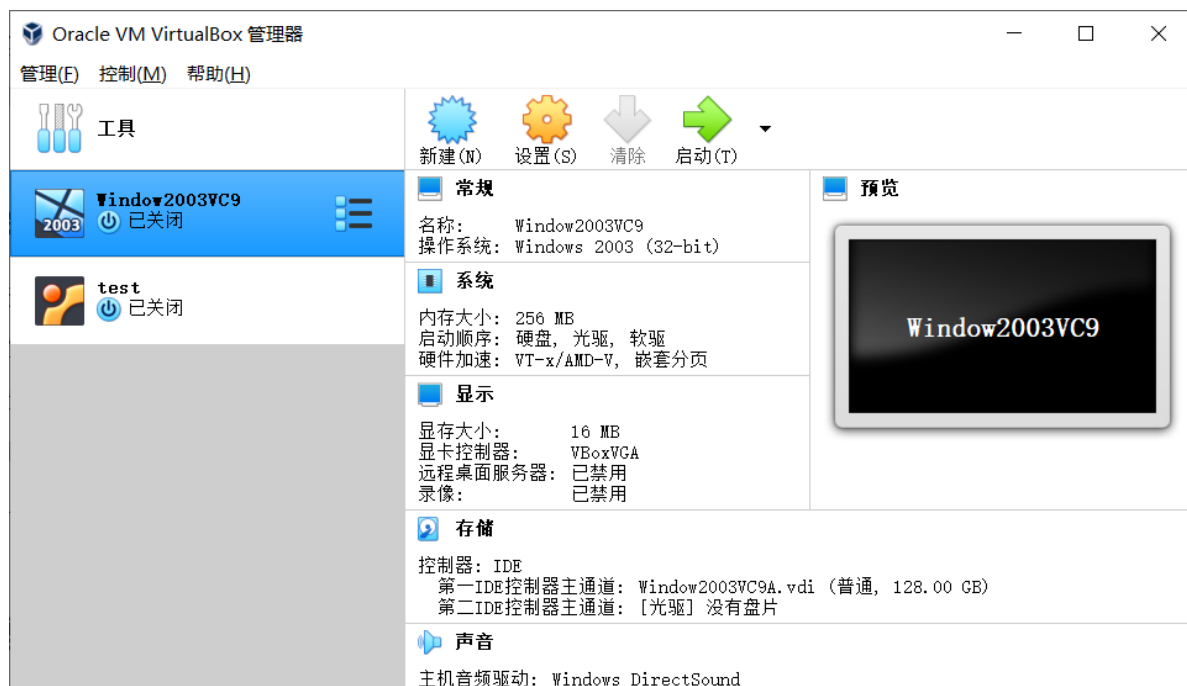 Oracle VM VirtualBox 管理器
管理(F) 控制(M) 帮助(H)
工具
新建(N) 设置(S) 清除 启动(T)
2003
Window2003VC9
已关闭
test
已关闭
常规
名称: Window2003VC9
操作系统: Windows 2003 (32-bit)
系统
内存大小: 256 MB
启动顺序: 硬盘, 光驱, 软驱
硬件加速: VT-x/AMD-V, 嵌套分页
显示
显存大小: 16 MB
显卡控制器: VBoxVGA
远程桌面服务器: 已禁用
录像: 已禁用
预览
Window2003VC9
存储
控制器: IDE
第一IDE控制器主通道: Window2003VC9A.vdi (普通, 128.00 GB)
第二IDE控制器主通道: [光驱] 没有盘片
声音
主机音频驱动: Windows DirectSound